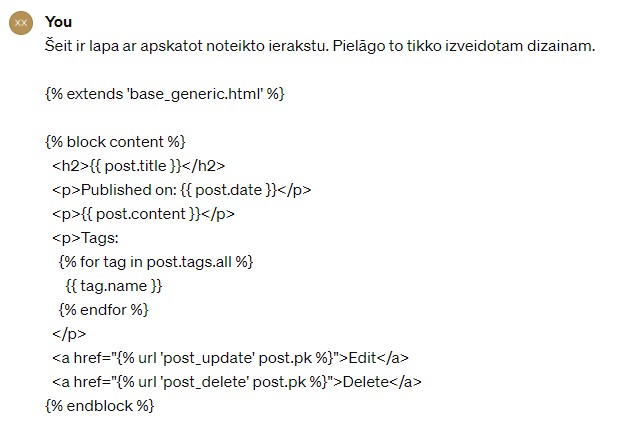 XX
You
Šeit ir lapa ar apskatot noteikto ierakstu. Pielāgo to tikko izveidotam dizainam.
{% extends 'base_generic.html' %}
{% block content %}
<h2>{{ post.title }}</h2>
<p>Published on: {{ post.date }}</p>
<p>{{ post.content }}</p>
<p>Tags:
{% for tag in post.tags.all %}
{{ tag.name }}
{% endfor %}
</p>
<a href="{% url 'post_update' post.pk %}">Edit</a>
<a href="{% url 'post_delete' post.pk %}">Delete</a>
{% endblock %}